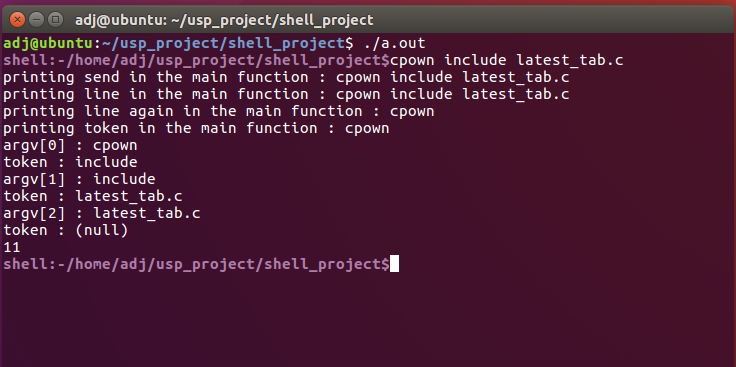 adj@ubuntu: ~/usp_project/shell_project
adj@ubuntu:~/usp_project/shell_project$ ./a.out
shell:-/home/adj/usp_project/shell_project$cpown include latest_tab.c
printing send in the main function : cpown include latest_tab.c
printing line in the main function : cpown include latest_tab.c
printing line again in the main function : cpown
printing token in the main function : cpown
argv[0] : cpown
token : include
argv[1] : include
token : latest_tab.c
argv[2] : latest_tab.c
token : (null)
11
shell:-/home/adj/usp_project/shell_project$